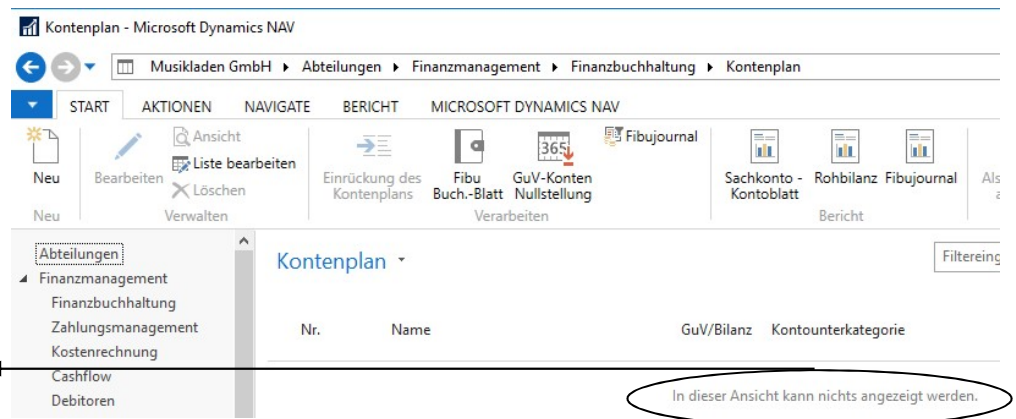 Kontenplan - Microsoft Dynamics NAV
Musikladen GmbH Abteilungen Finanzmanagement Finanzbuchhaltung Kontenplan
START AKTIONEN NAVIGATE BERICHT MICROSOFT DYNAMICS NAV
Neu
Bearbeiten
Ansicht
Liste bearbeiten
Löschen
Einrückung des
Kontenplans
Fibu
Buch.-Blatt
365
GuV-Konten
Nullstellung
Fibujournal
Sachkonto -
Kontoblatt
Rohbilanz
Fibujournal
Als
Neu Verwalten Verarbeiten Bericht
Abteilungen
Finanzmanagement
Finanzbuchhaltung
Zahlungsmanagement
Kostenrechnung
Cashflow
Debitoren
Kontenplan
Filtereing
Nr. Name GuV/Bilanz Kontounterkategorie
In dieser Ansicht kann nichts angezeigt werden.